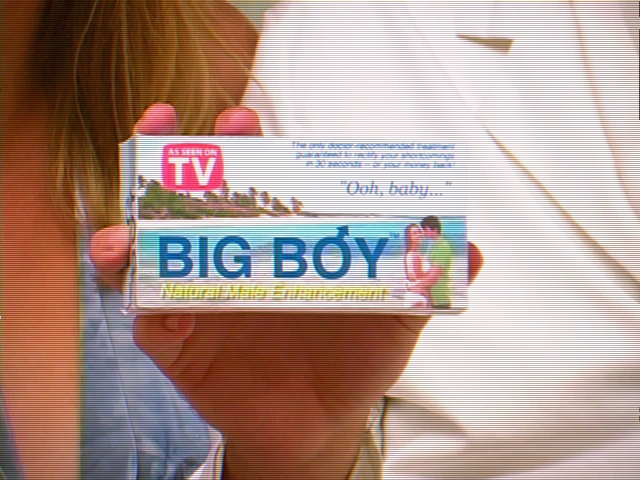 AS SEEN ON
TV
The only doctor-recommended treatment
guaranteed to rectify your shortcomings
in 30 seconds - or your money back!
"Ooh, baby..."
BIG BOY™
Natural Male Enhancement